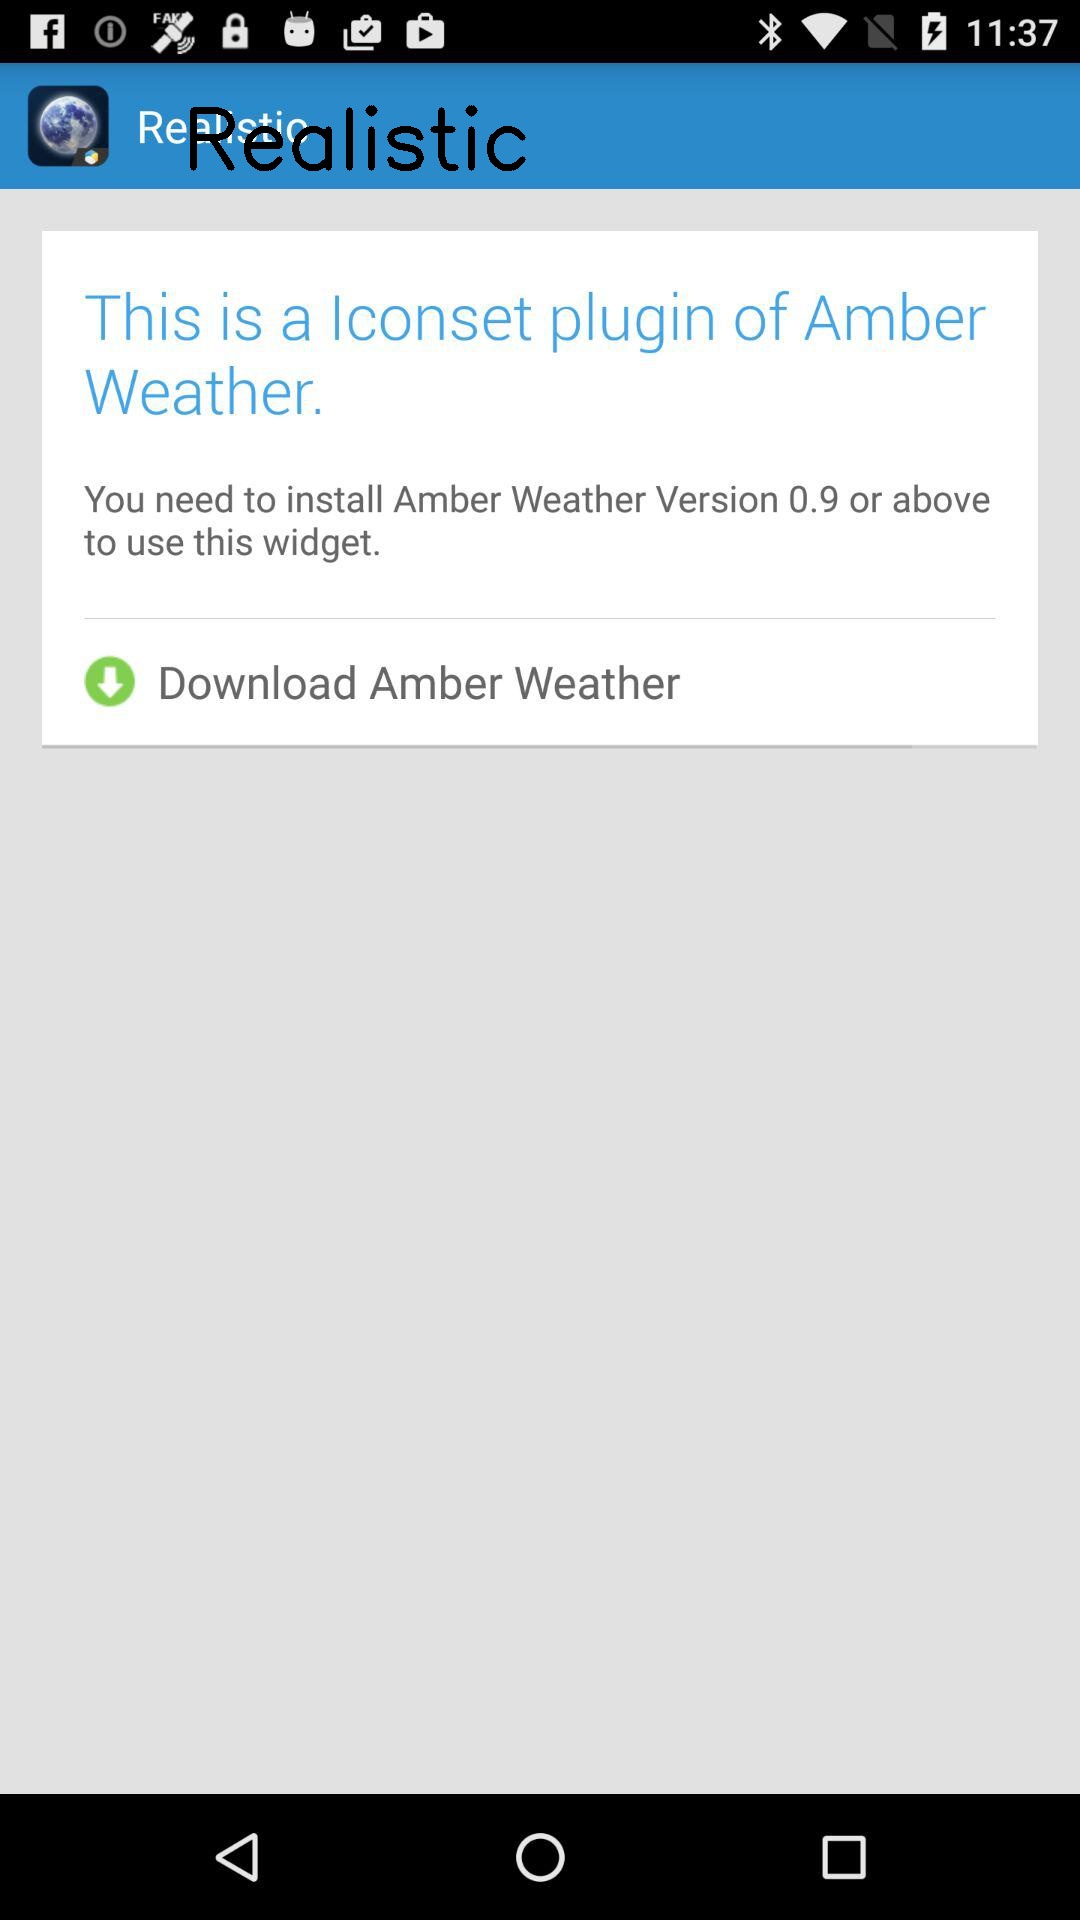 FAKE
11:37
Realistic
Realistic
This is a Iconset plugin of Amber
Weather.
You need to install Amber Weather Version 0.9 or above
to use this widget.
Download Amber Weather